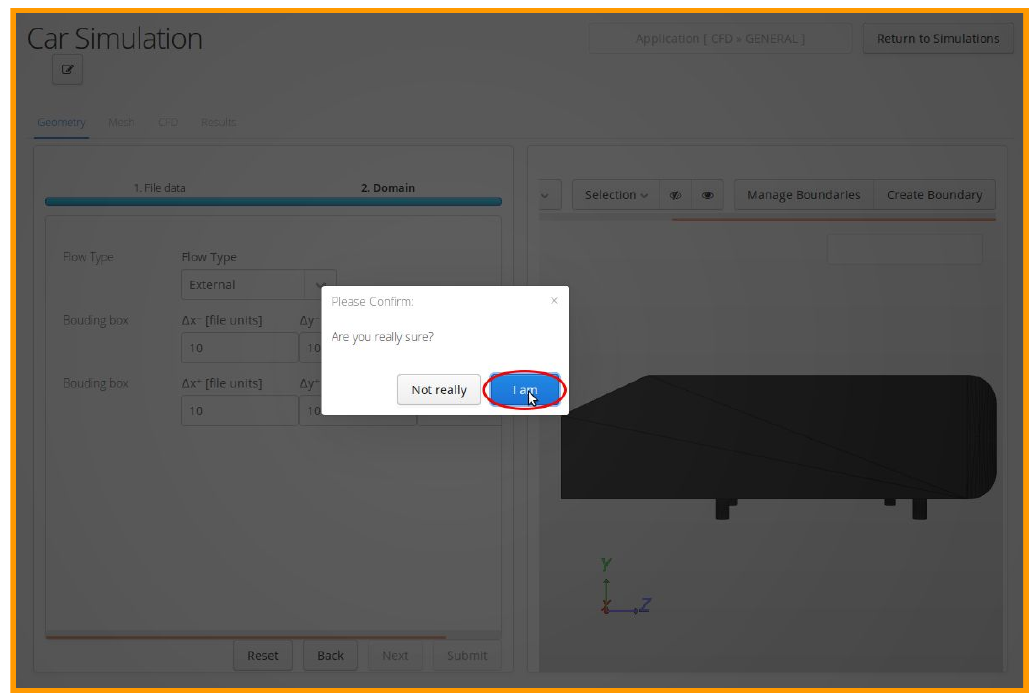 Car Simulation
Application [ CFD » GENERAL ]
Return to Simulations
Geometry Mesh CFD Results
1. File data 2. Domain
Selection Manage Boundaries Create Boundary
Flow Type Flow Type
External
Please Confirm: ×
Bouding box Δx⁻ [file units] Δy⁻
Are you really sure?
10 10
Bouding box Δx⁺ [file units] Δy⁺
Not really I am
10 10
Y
X Z
Reset Back Next Submit